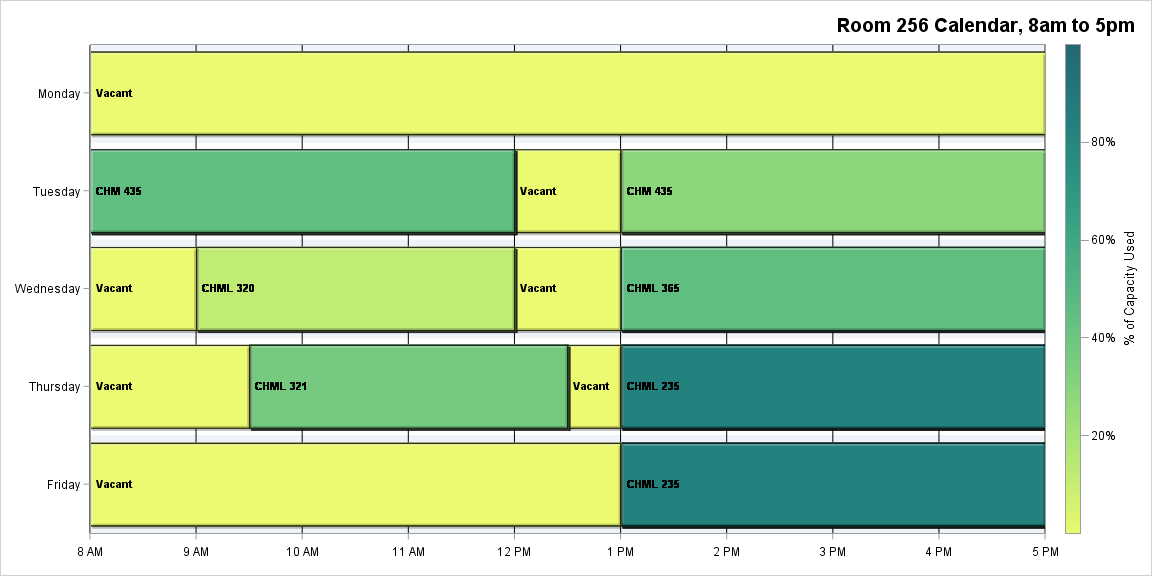 Room 256 Calendar, 8am to 5pm
Monday
Vacant
Tuesday
CHM 435
Vacant
CHM 435
Wednesday
Vacant
CHML 320
Vacant
CHML 365
Thursday
Vacant
CHML 321
Vacant
CHML 235
Friday
Vacant
CHML 235
8 AM
9 AM
10 AM
11 AM
12 PM
1 PM
2 PM
3 PM
4 PM
5 PM
80%
60%
40%
20%
% of Capacity Used